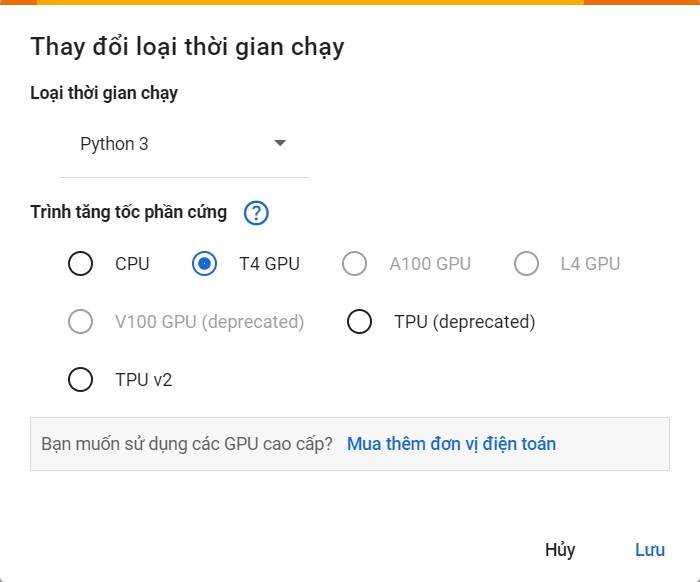 Thay đổi loại thời gian chạy
Loại thời gian chạy
Python 3
Trình tăng tốc phần cứng ?
CPU T4 GPU A100 GPU L4 GPU
V100 GPU (deprecated) TPU (deprecated)
TPU v2
Bạn muốn sử dụng các GPU cao cấp? Mua thêm đơn vị điện toán
Hủy Lưu